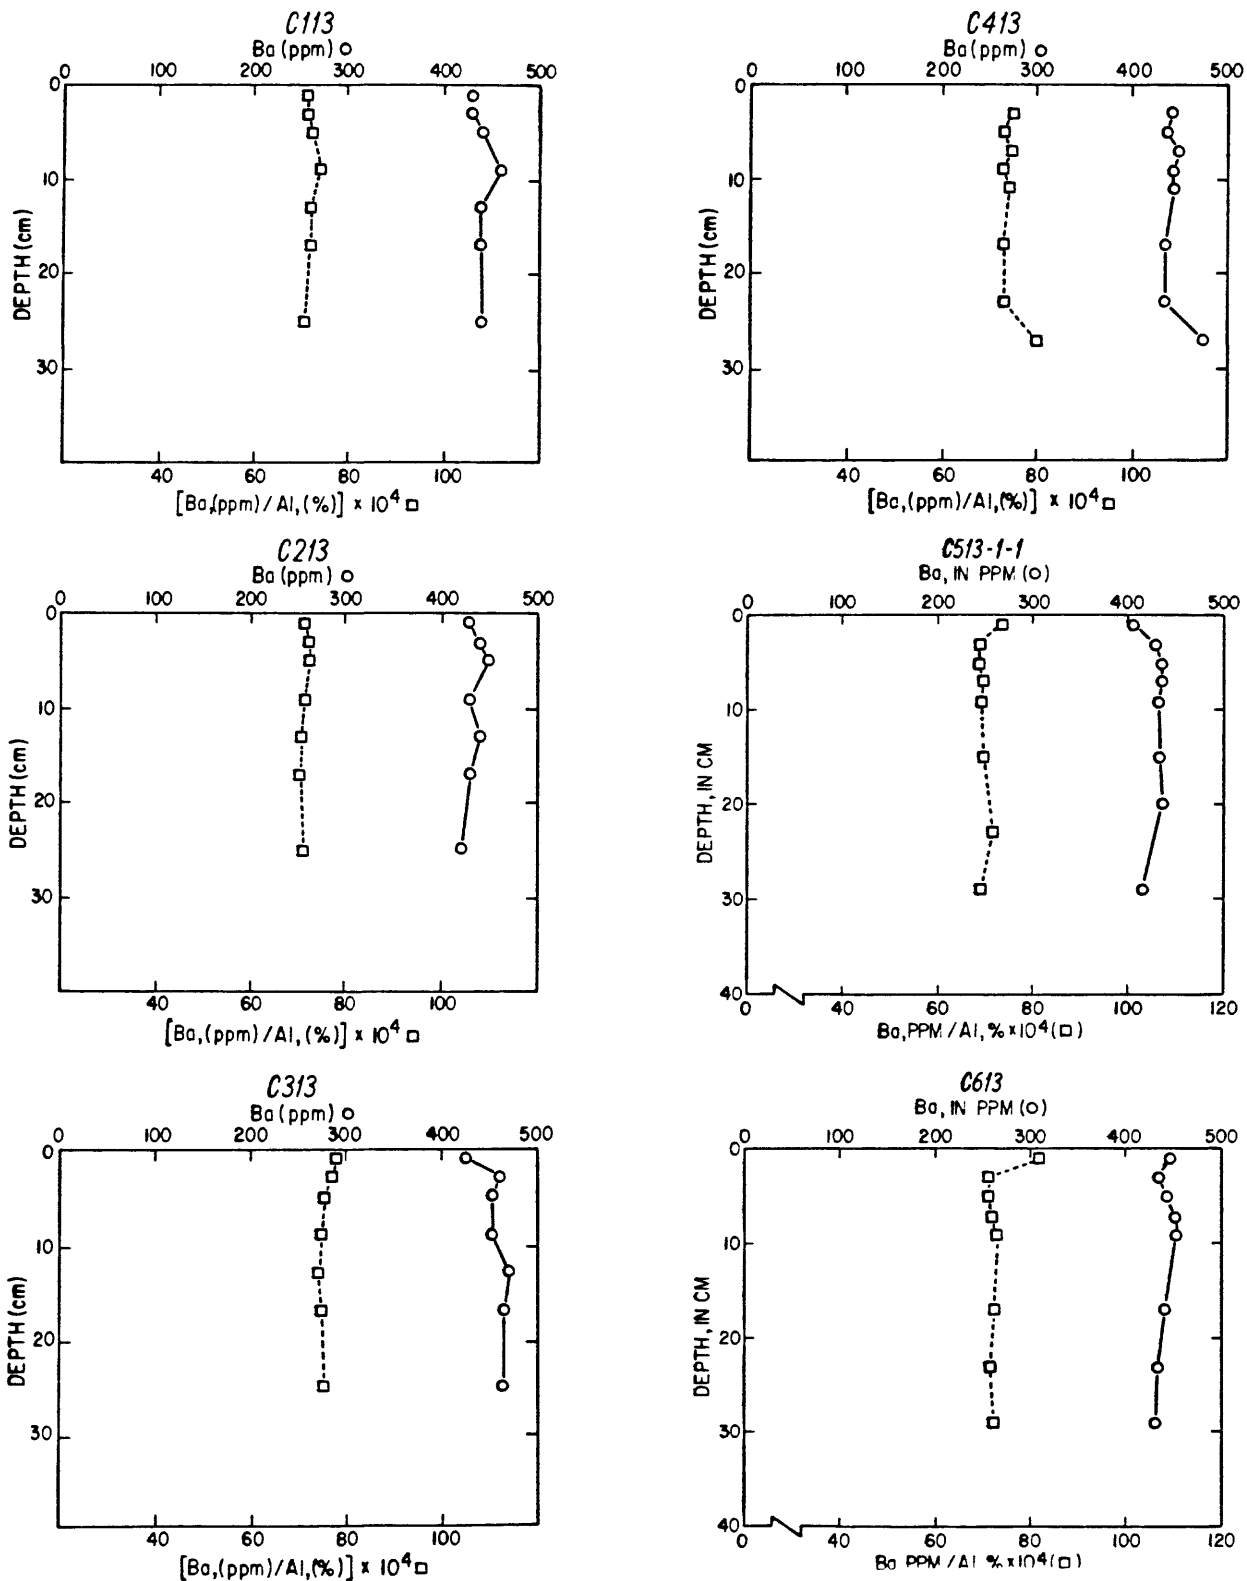 C113
Ba (ppm) O
0 100 200 300 400 500
0
10
20
30
DEPTH (cm)
40 60 80 100
[Ba,(ppm)/Al,(%)] x 10⁴ □
C413
Ba (ppm) O
0 100 200 300 400 500
0
10
20
30
DEPTH (cm)
40 60 80 100
[Ba,(ppm)/Al,(%)] x 10⁴ □
C213
Ba (ppm) O
0 100 200 300 400 500
0
10
20
30
DEPTH (cm)
40 60 80 100
[Ba,(ppm)/Al,(%)] x 10⁴ □
C513-1-1
Ba, IN PPM (O)
0 100 200 300 400 500
0
10
20
30
40
DEPTH, IN CM
0 40 60 80 100 120
Ba, PPM/Al, % x10⁴(□)
C313
Ba (ppm) O
0 100 200 300 400 500
0
10
20
30
DEPTH (cm)
40 60 80 100
[Ba,(ppm)/Al,(%)] x 10⁴ □
C613
Ba, IN PPM (O)
0 100 200 300 400 500
0
10
20
30
40
DEPTH, IN CM
0 40 60 80 100 120
Ba PPM/Al % x10⁴(□)